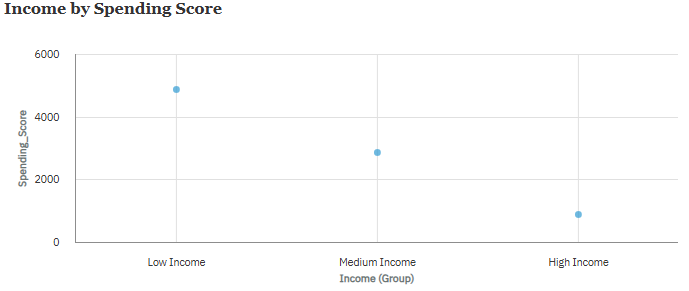 Income by Spending Score
6000
4000
2000
0
Spending_Score
Low Income
Medium Income
High Income
Income (Group)